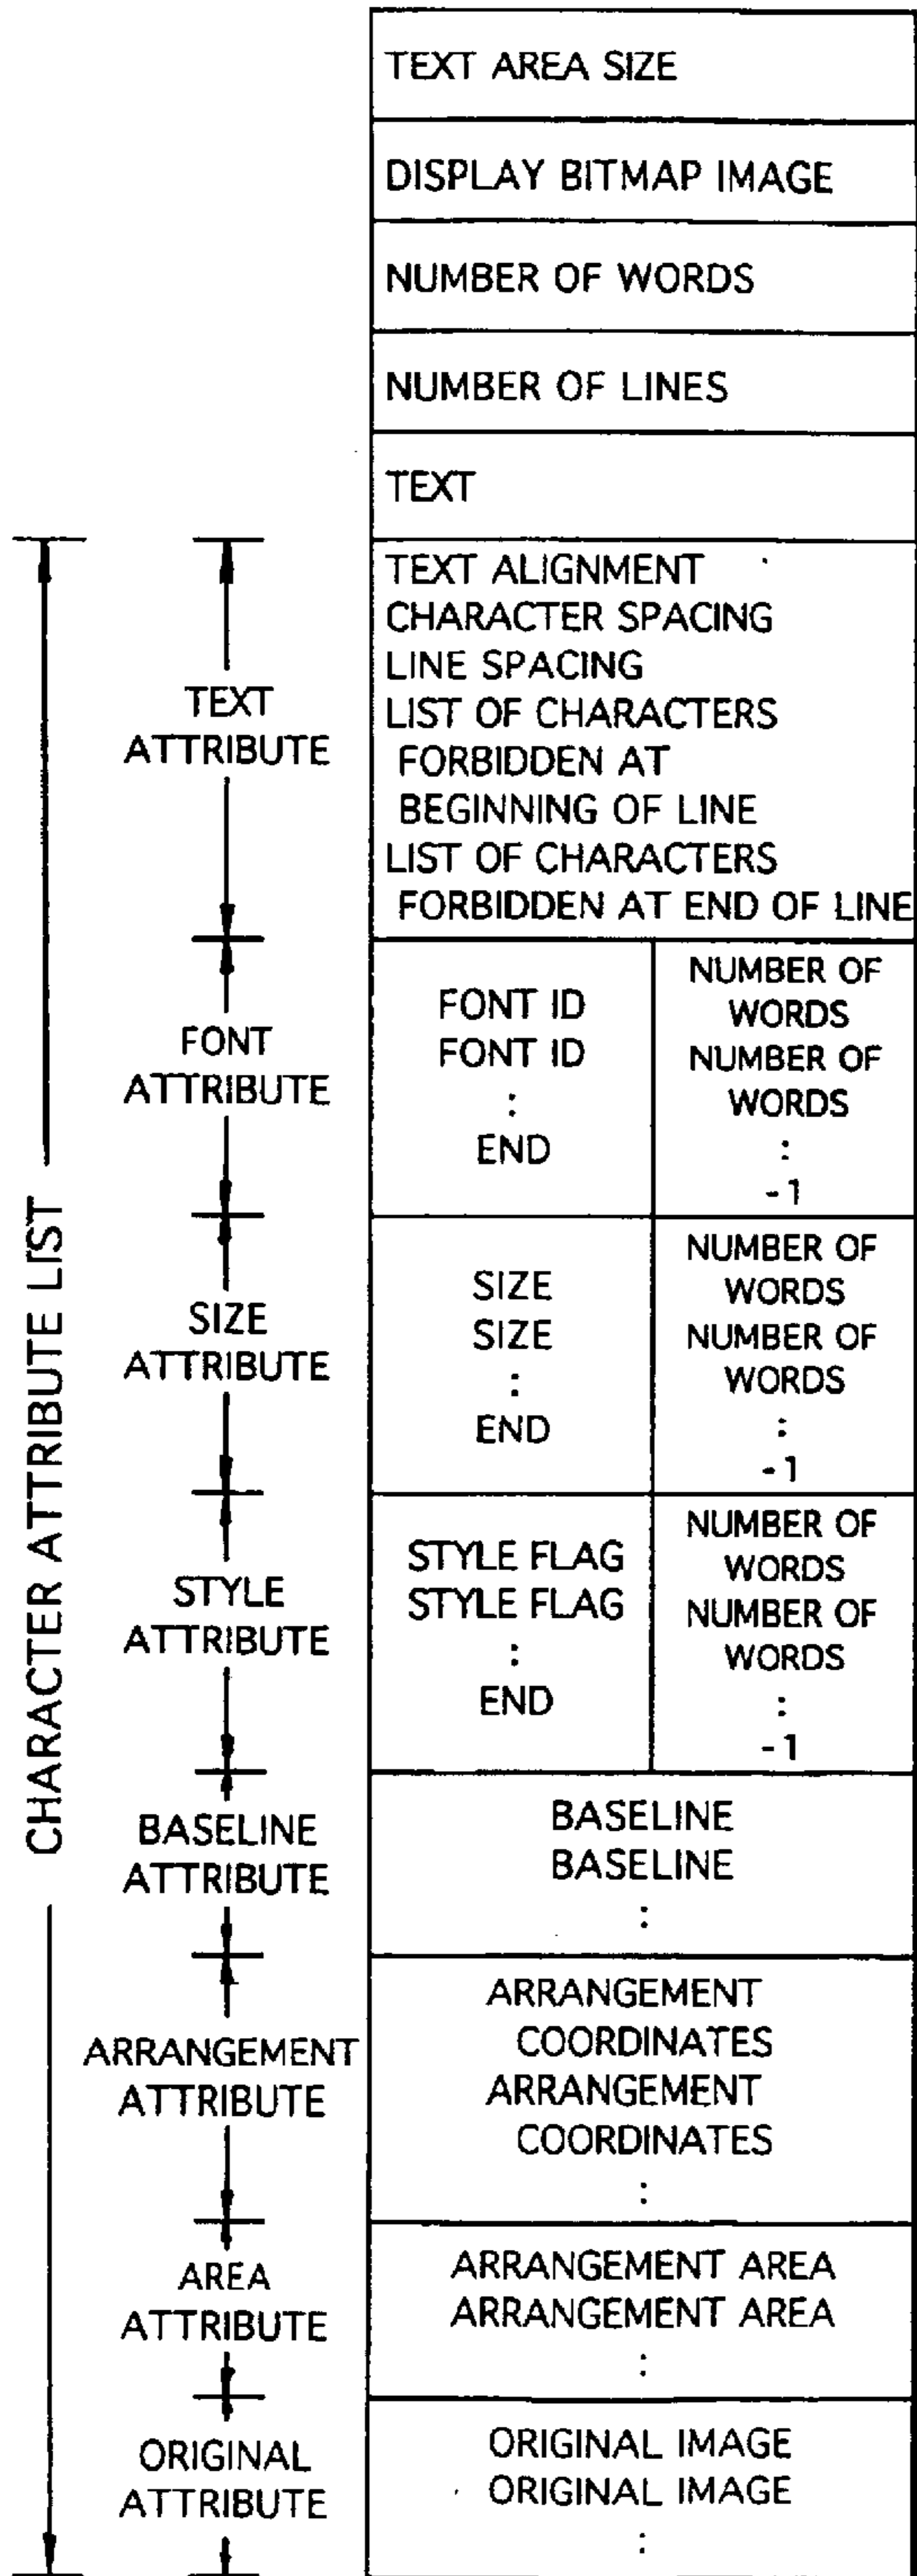 TEXT AREA SIZE
DISPLAY BITMAP IMAGE
NUMBER OF WORDS
NUMBER OF LINES
TEXT
CHARACTER ATTRIBUTE LIST
TEXT
ATTRIBUTE
TEXT ALIGNMENT
CHARACTER SPACING
LINE SPACING
LIST OF CHARACTERS
FORBIDDEN AT
BEGINNING OF LINE
LIST OF CHARACTERS
FORBIDDEN AT END OF LINE
FONT
ATTRIBUTE
FONT ID
FONT ID
:
END
NUMBER OF
WORDS
NUMBER OF
WORDS
:
-1
SIZE
ATTRIBUTE
SIZE
SIZE
:
END
NUMBER OF
WORDS
NUMBER OF
WORDS
:
-1
STYLE
ATTRIBUTE
STYLE FLAG
STYLE FLAG
:
END
NUMBER OF
WORDS
NUMBER OF
WORDS
:
-1
BASELINE
ATTRIBUTE
BASELINE
BASELINE
:
ARRANGEMENT
ATTRIBUTE
ARRANGEMENT
COORDINATES
ARRANGEMENT
COORDINATES
:
AREA
ATTRIBUTE
ARRANGEMENT AREA
ARRANGEMENT AREA
:
ORIGINAL
ATTRIBUTE
ORIGINAL IMAGE
ORIGINAL IMAGE
: